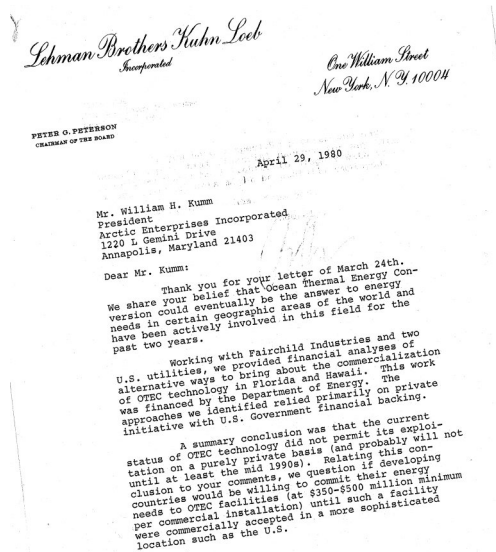 Lehman Brothers Kuhn Loeb
Incorporated
One William Street
New York, N. Y. 10004
PETER G. PETERSON
CHAIRMAN OF THE BOARD
April 29, 1980
Mr. William H. Kumm
President
Arctic Enterprises Incorporated
1220 L Gemini Drive
Annapolis, Maryland 21403
Dear Mr. Kumm:
Thank you for your letter of March 24th.
We share your belief that Ocean Thermal Energy Con-
version could eventually be the answer to energy
needs in certain geographic areas of the world and
have been actively involved in this field for the
past two years.
Working with Fairchild Industries and two
U.S. utilities, we provided financial analyses of
alternative ways to bring about the commercialization
of OTEC technology in Florida and Hawaii. This work
was financed by the Department of Energy. The
approaches we identified relied primarily on private
initiative with U.S. Government financial backing.
A summary conclusion was that the current
status of OTEC technology did not permit its exploi-
tation on a purely private basis (and probably will not
until at least the mid 1990s). Relating this con-
clusion to your comments, we question if developing
countries would be willing to commit their energy
needs to OTEC facilities (at $350-$500 million minimum
per commercial installation) until such a facility
were commercially accepted in a more sophisticated
location such as the U.S.